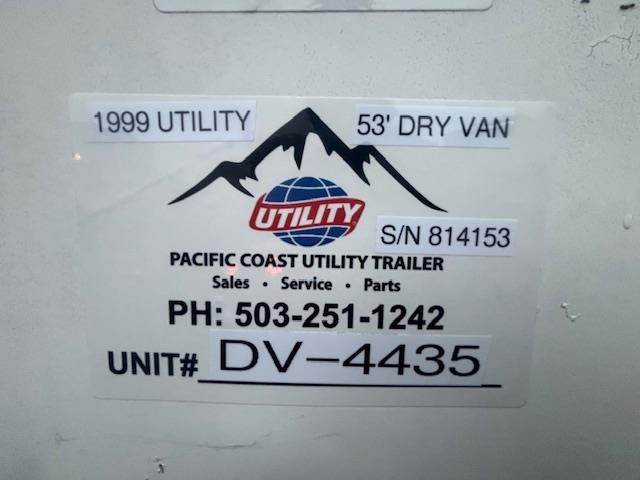 1999 UTILITY 53' DRY VAN
UTILITY
S/N 814153
PACIFIC COAST UTILITY TRAILER
Sales • Service • Parts
PH: 503-251-1242
UNIT# DV-4435